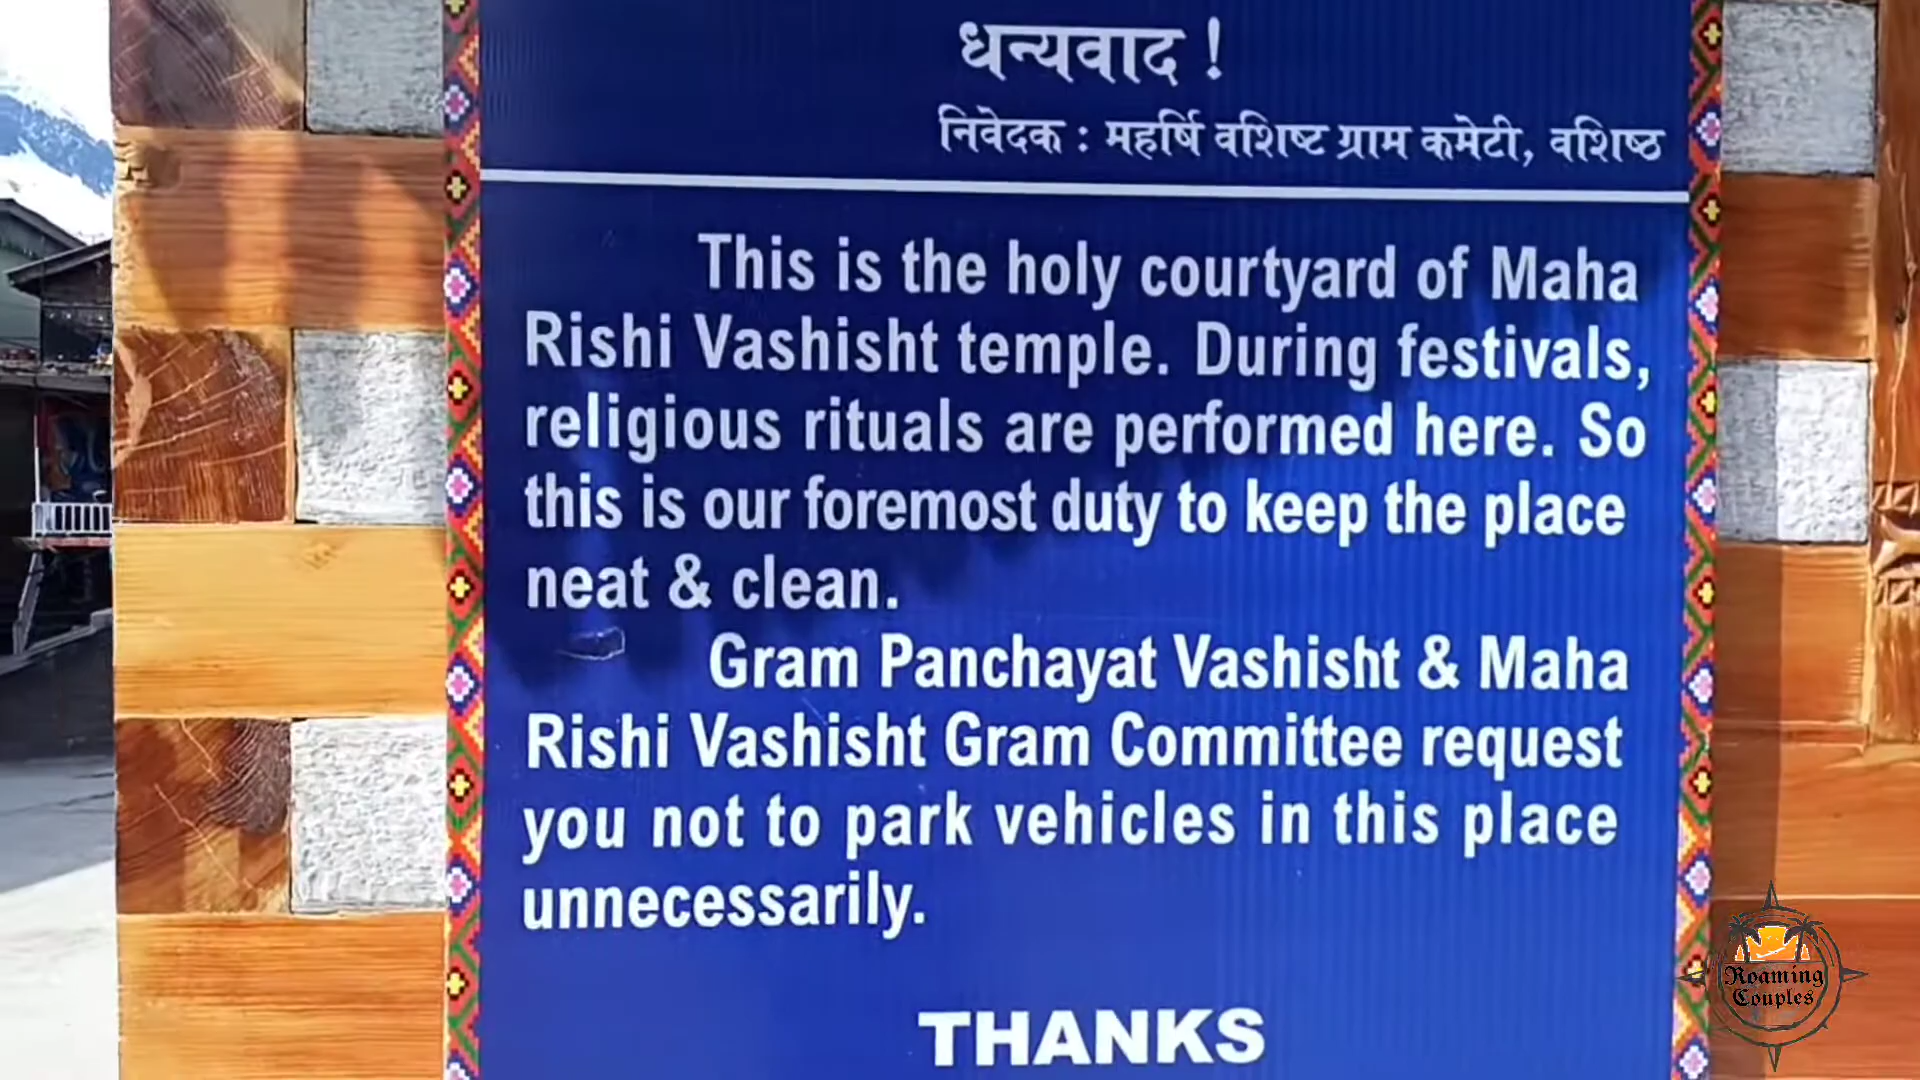 धन्यवाद !
निवेदक : महर्षि वशिष्ट ग्राम कमेटी, वशिष्ठ
This is the holy courtyard of Maha
Rishi Vashisht temple. During festivals,
religious rituals are performed here. So
this is our foremost duty to keep the place
neat & clean.
Gram Panchayat Vashisht & Maha
Rishi Vashisht Gram Committee request
you not to park vehicles in this place
unnecessarily.
THANKS
Roaming
Couples